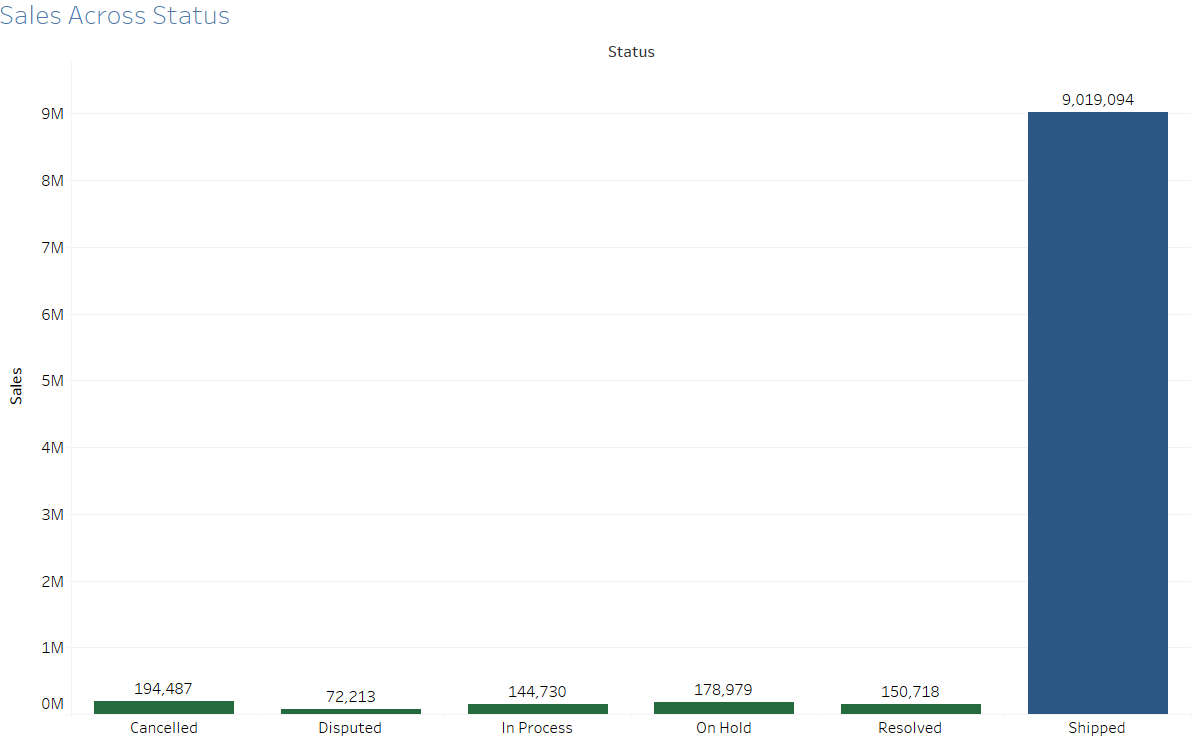 Sales Across Status
Status
9,019,094
9M
8M
7M
6M
5M
Sales
4M
3M
2M
1M
194,487 72,213 144,730 178,979 150,718
0M
Cancelled Disputed In Process On Hold Resolved Shipped